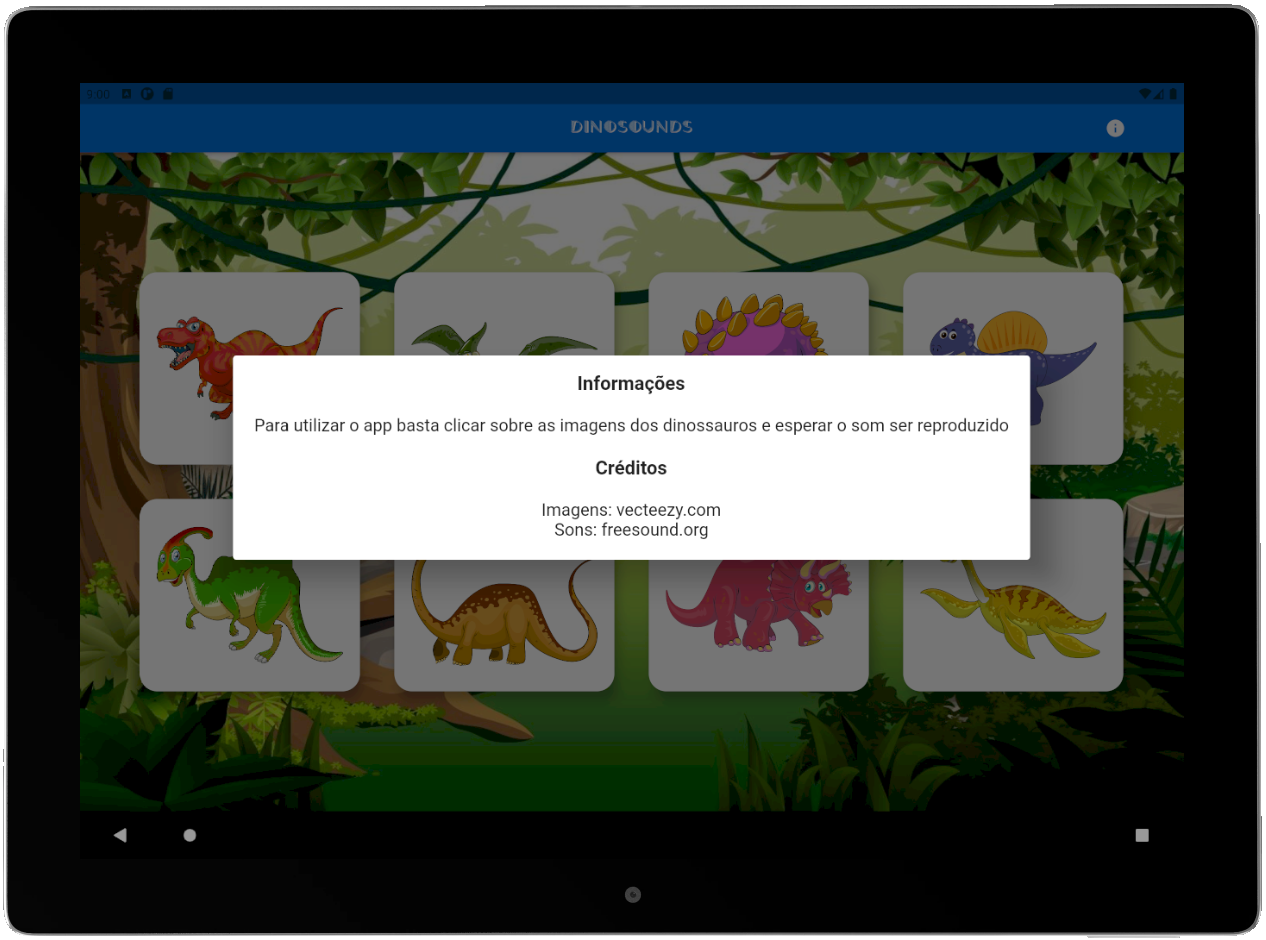 9:00
DINOSOUNDS
Informações
Para utilizar o app basta clicar sobre as imagens dos dinossauros e esperar o som ser reproduzido
Créditos
Imagens: vecteezy.com
Sons: freesound.org